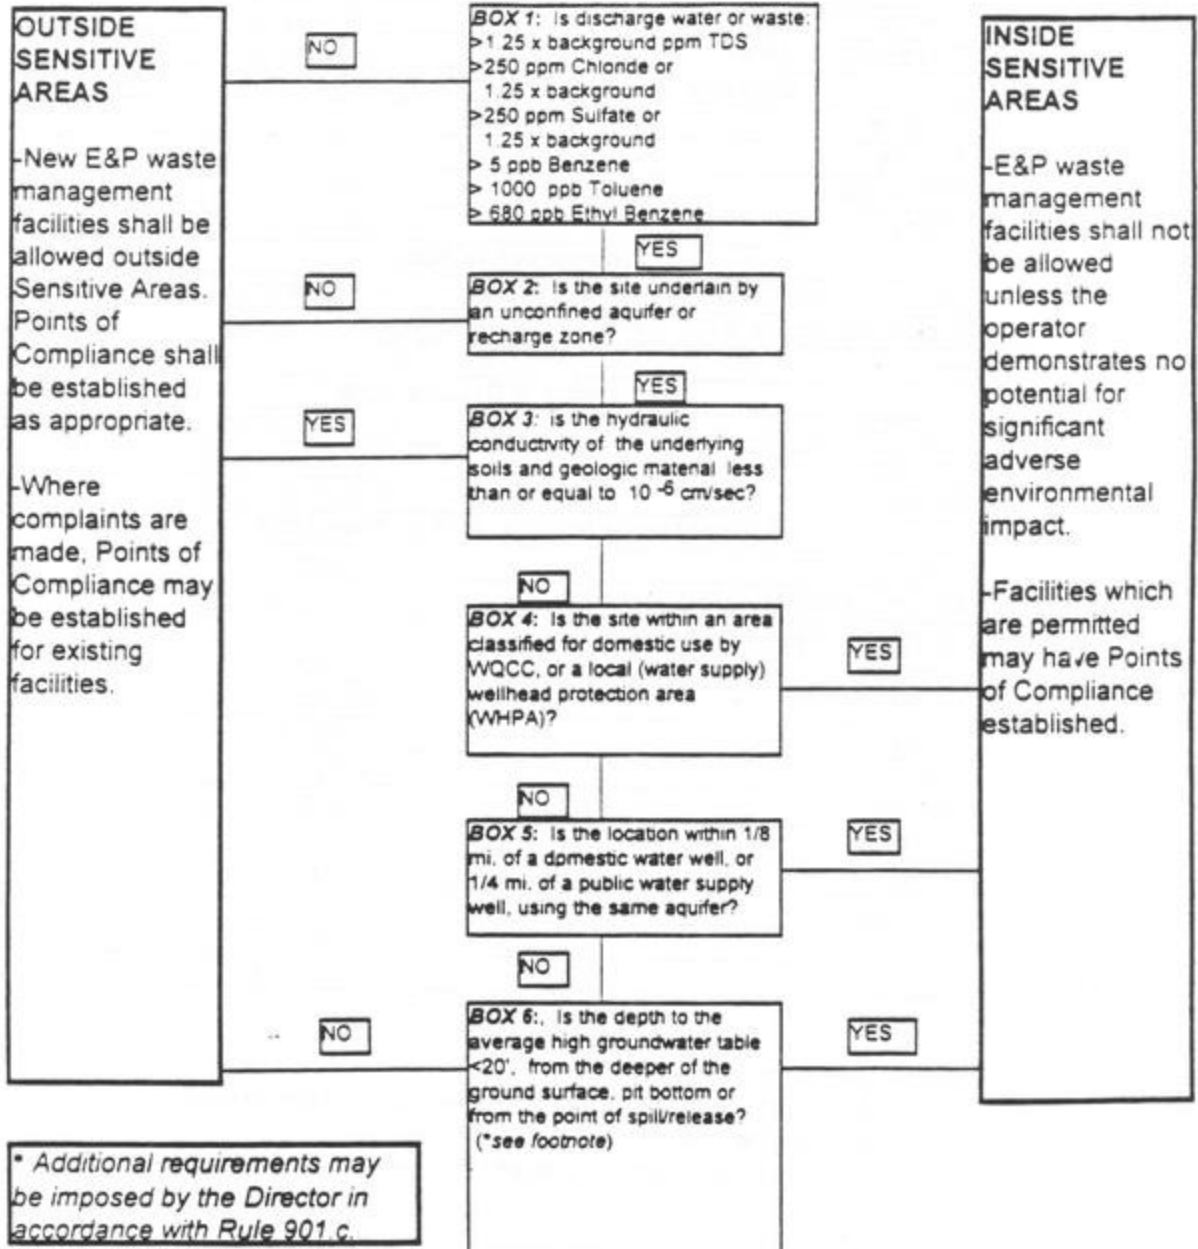 OUTSIDE
SENSITIVE
AREAS
-New E&P waste
management
facilities shall be
allowed outside
Sensitive Areas.
Points of
Compliance shall
be established
as appropriate.
-Where
complaints are
made, Points of
Compliance may
be established
for existing
facilities.
NO
BOX 1: Is discharge water or waste:
>1.25 x background ppm TDS
>250 ppm Chloride or
1.25 x background
>250 ppm Sulfate or
1.25 x background
> 5 ppb Benzene
> 1000 ppb Toluene
> 680 ppb Ethyl Benzene
YES
NO
BOX 2: Is the site underlain by
an unconfined aquifer or
recharge zone?
YES
YES
BOX 3: is the hydraulic
conductivity of the underlying
soils and geologic material less
than or equal to 10 -6 cm/sec?
NO
BOX 4: Is the site within an area
classified for domestic use by
WQCC, or a local (water supply)
wellhead protection area
(WHPA)?
YES
NO
BOX 5: Is the location within 1/8
mi. of a domestic water well, or
1/4 mi. of a public water supply
well, using the same aquifer?
YES
NO
NO
BOX 6:, Is the depth to the
average high groundwater table
<20', from the deeper of the
ground surface, pit bottom or
from the point of spill/release?
(*see footnote)
YES
INSIDE
SENSITIVE
AREAS
-E&P waste
management
facilities shall not
be allowed
unless the
operator
demonstrates no
potential for
significant
adverse
environmental
impact.
-Facilities which
are permitted
may have Points
of Compliance
established.
* Additional requirements may
be imposed by the Director in
accordance with Rule 901.c.